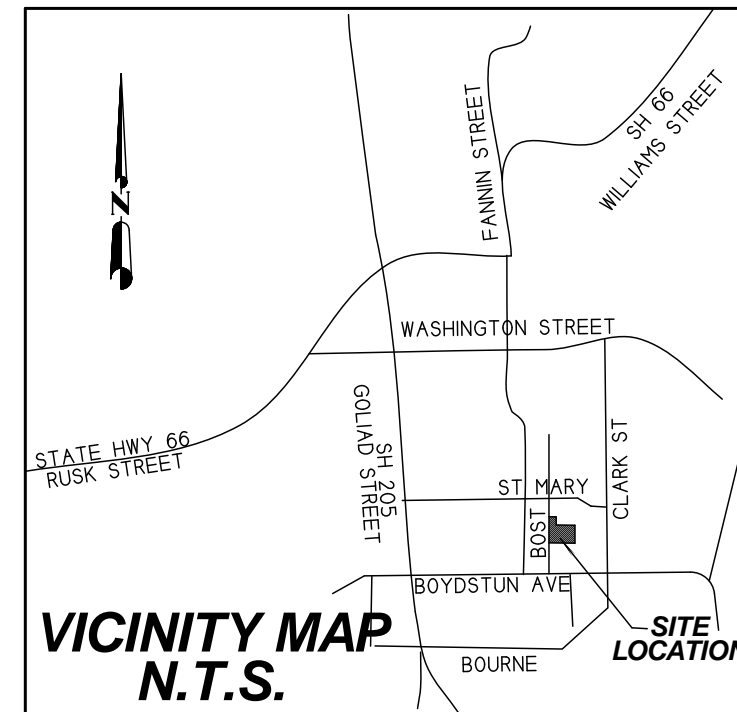 FANNIN STREET
SH 66
WILLIAMS STREET
N
WASHINGTON STREET
STATE HWY 66
RUSK STREET
GOLIAD STREET
SH 205
ST MARY
BOST
CLARK ST
BOYDSTUN AVE
BOURNE
SITE
LOCATION
VICINITY MAP
N.T.S.